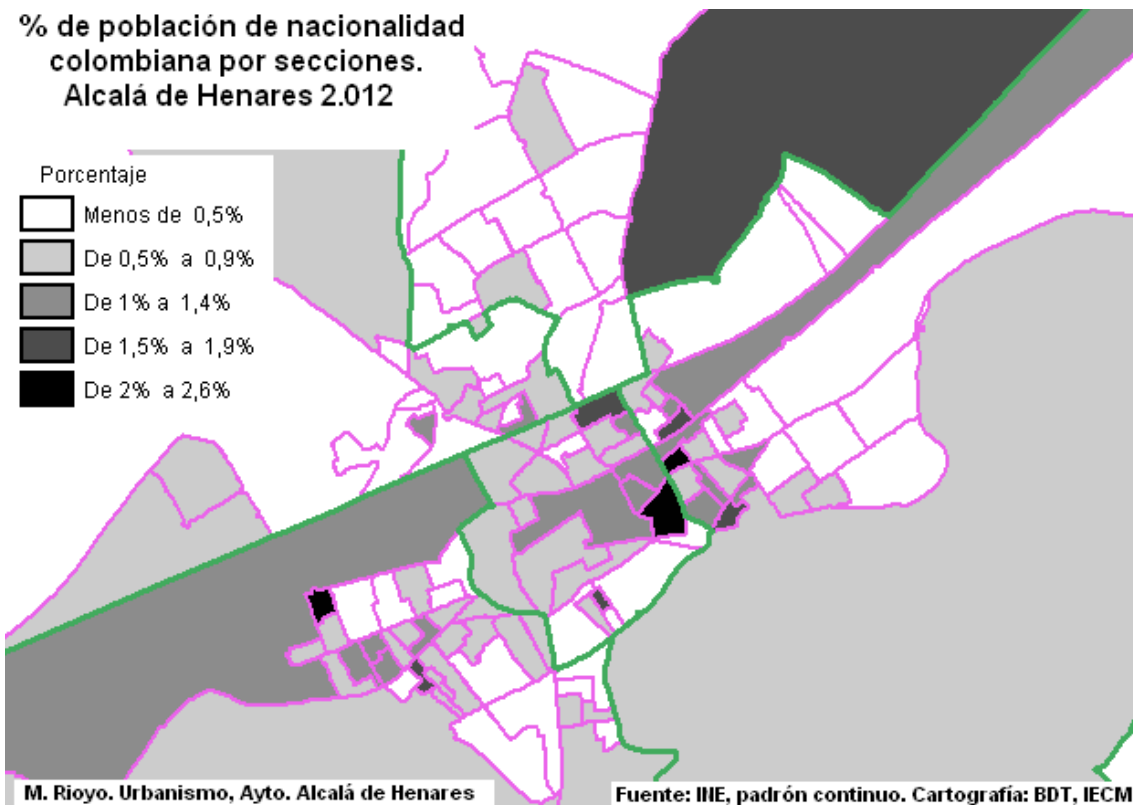 % de población de nacionalidad
colombiana por secciones.
Alcalá de Henares 2.012
Porcentaje
Menos de 0,5%
De 0,5% a 0,9%
De 1% a 1,4%
De 1,5% a 1,9%
De 2% a 2,6%
M. Rioyo. Urbanismo, Ayto. Alcalá de Henares
Fuente: INE, padrón continuo. Cartografía: BDT, IECM